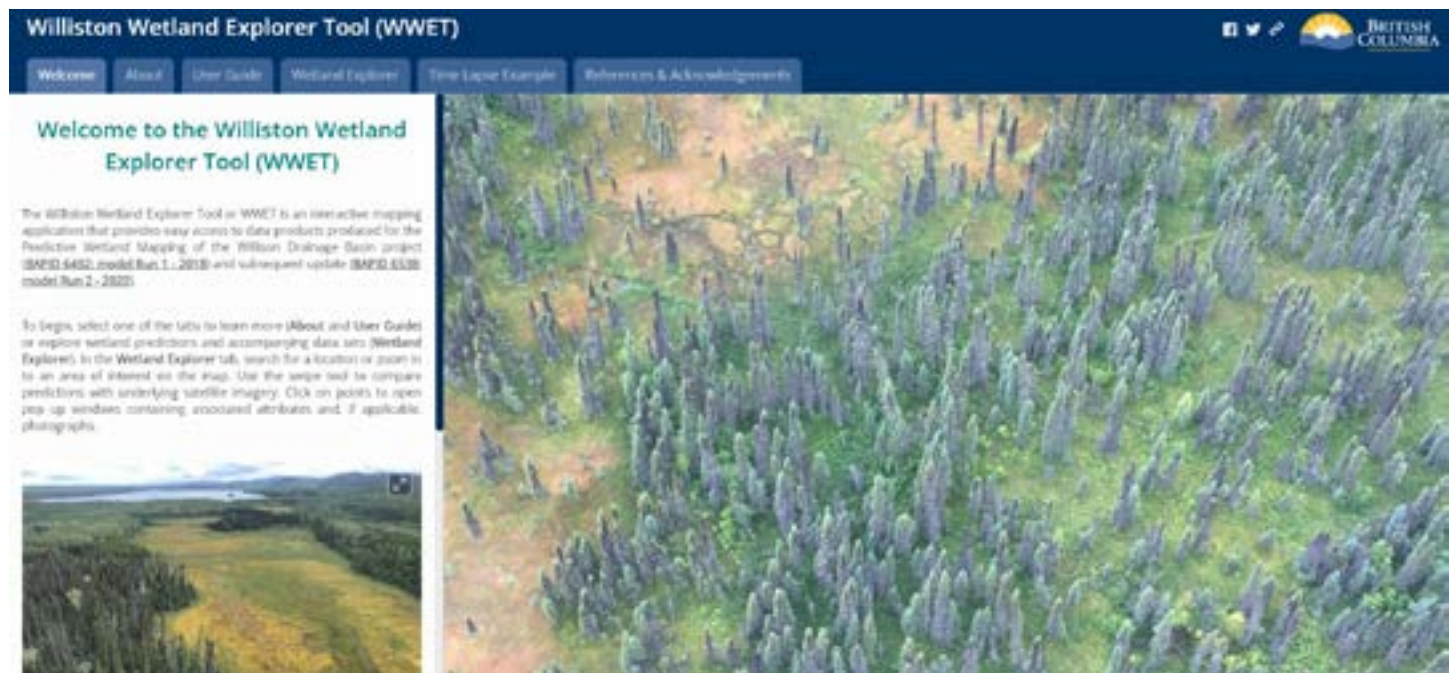 Williston Wetland Explorer Tool (WWET)
BRITISH
COLUMBIA
Welcome About User Guide Wetland Explorer Time Lapse Example References & Acknowledgements
Welcome to the Williston Wetland
Explorer Tool (WWET)
The Williston Wetland Explorer Tool or WWET is an interactive mapping
application that provides easy access to data products produced for the
Predictive Wetland Mapping of the Williston Drainage Basin project
(BAPID 6482: model Run 1 - 2018) and subsequent update (BAPID 6538:
model Run 2 - 2020).
To begin, select one of the tabs to learn more (About and User Guide)
or explore wetland predictions and accompanying data sets (Wetland
Explorer). In the Wetland Explorer tab, search for a location or zoom in
to an area of interest on the map. Use the swipe tool to compare
predictions with underlying satellite imagery. Click on points to open
pop up windows containing associated attributes and, if applicable,
photographs.